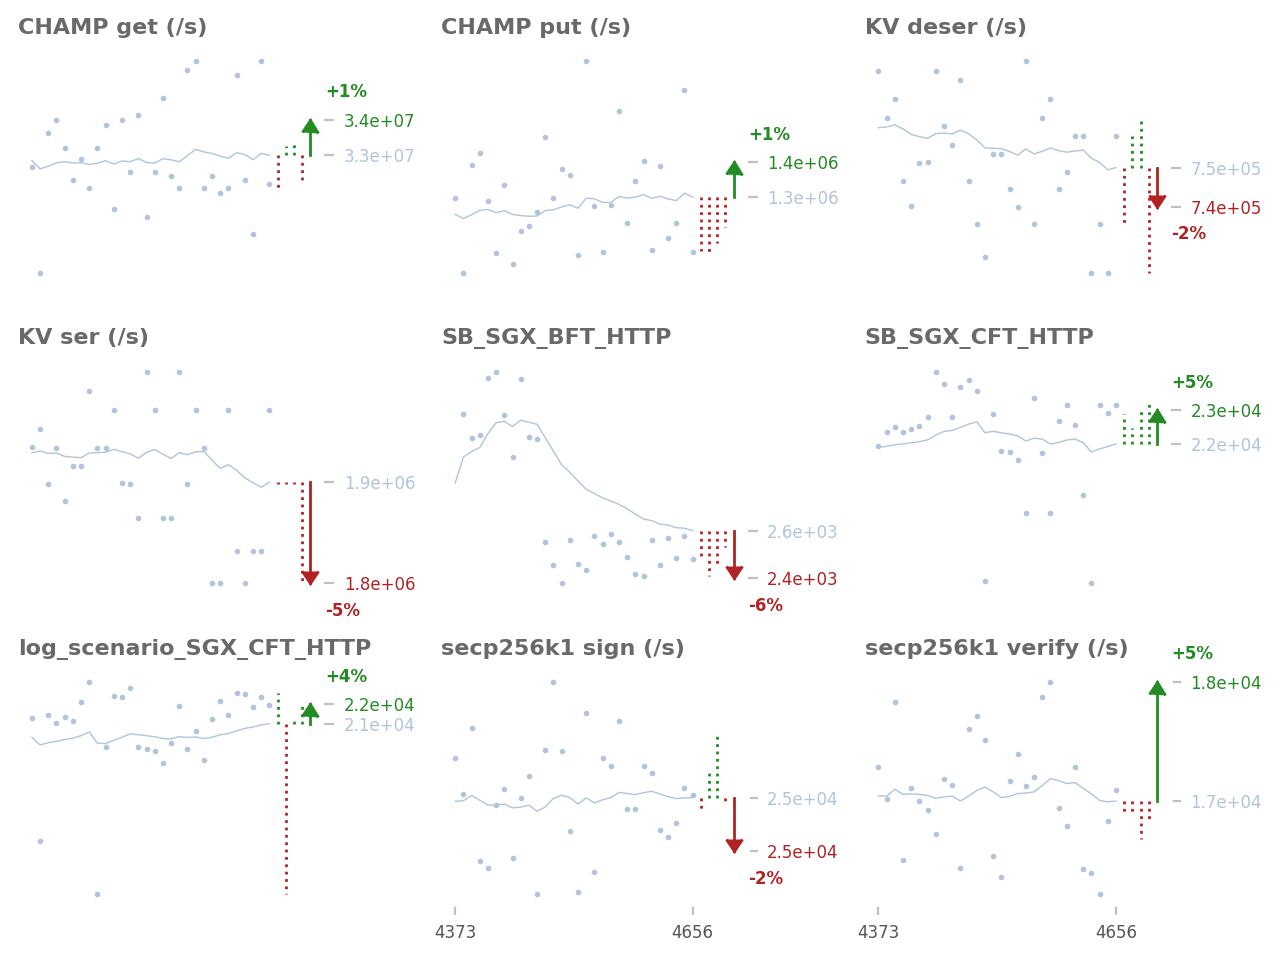 CHAMP get (/s)
CHAMP put (/s)
KV deser (/s)
+1%
3.4e+07
3.3e+07
+1%
1.4e+06
1.3e+06
7.5e+05
7.4e+05
-2%
KV ser (/s)
SB_SGX_BFT_HTTP
SB_SGX_CFT_HTTP
1.9e+06
1.8e+06
-5%
2.6e+03
2.4e+03
-6%
+5%
2.3e+04
2.2e+04
log_scenario_SGX_CFT_HTTP
secp256k1 sign (/s)
secp256k1 verify (/s)
+4%
2.2e+04
2.1e+04
2.5e+04
2.5e+04
-2%
+5%
1.8e+04
1.7e+04
4373
4656
4373
4656